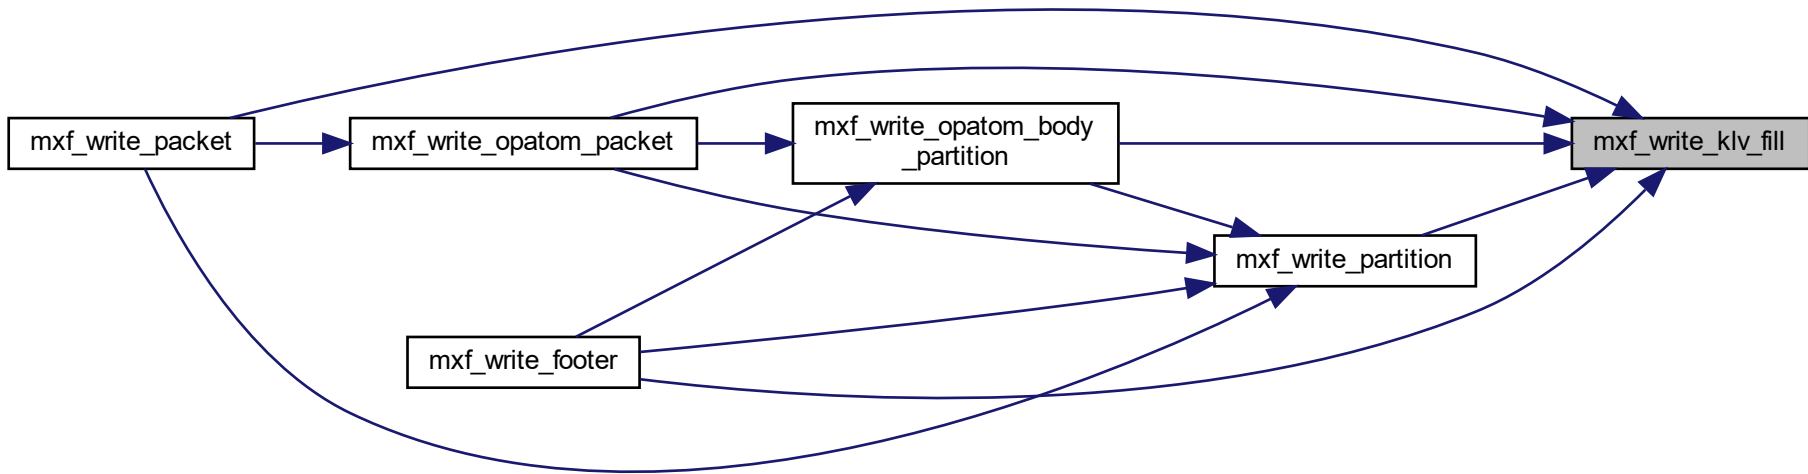 mxf_write_packet
mxf_write_opatom_packet
mxf_write_opatom_body
_partition
mxf_write_klv_fill
mxf_write_partition
mxf_write_footer